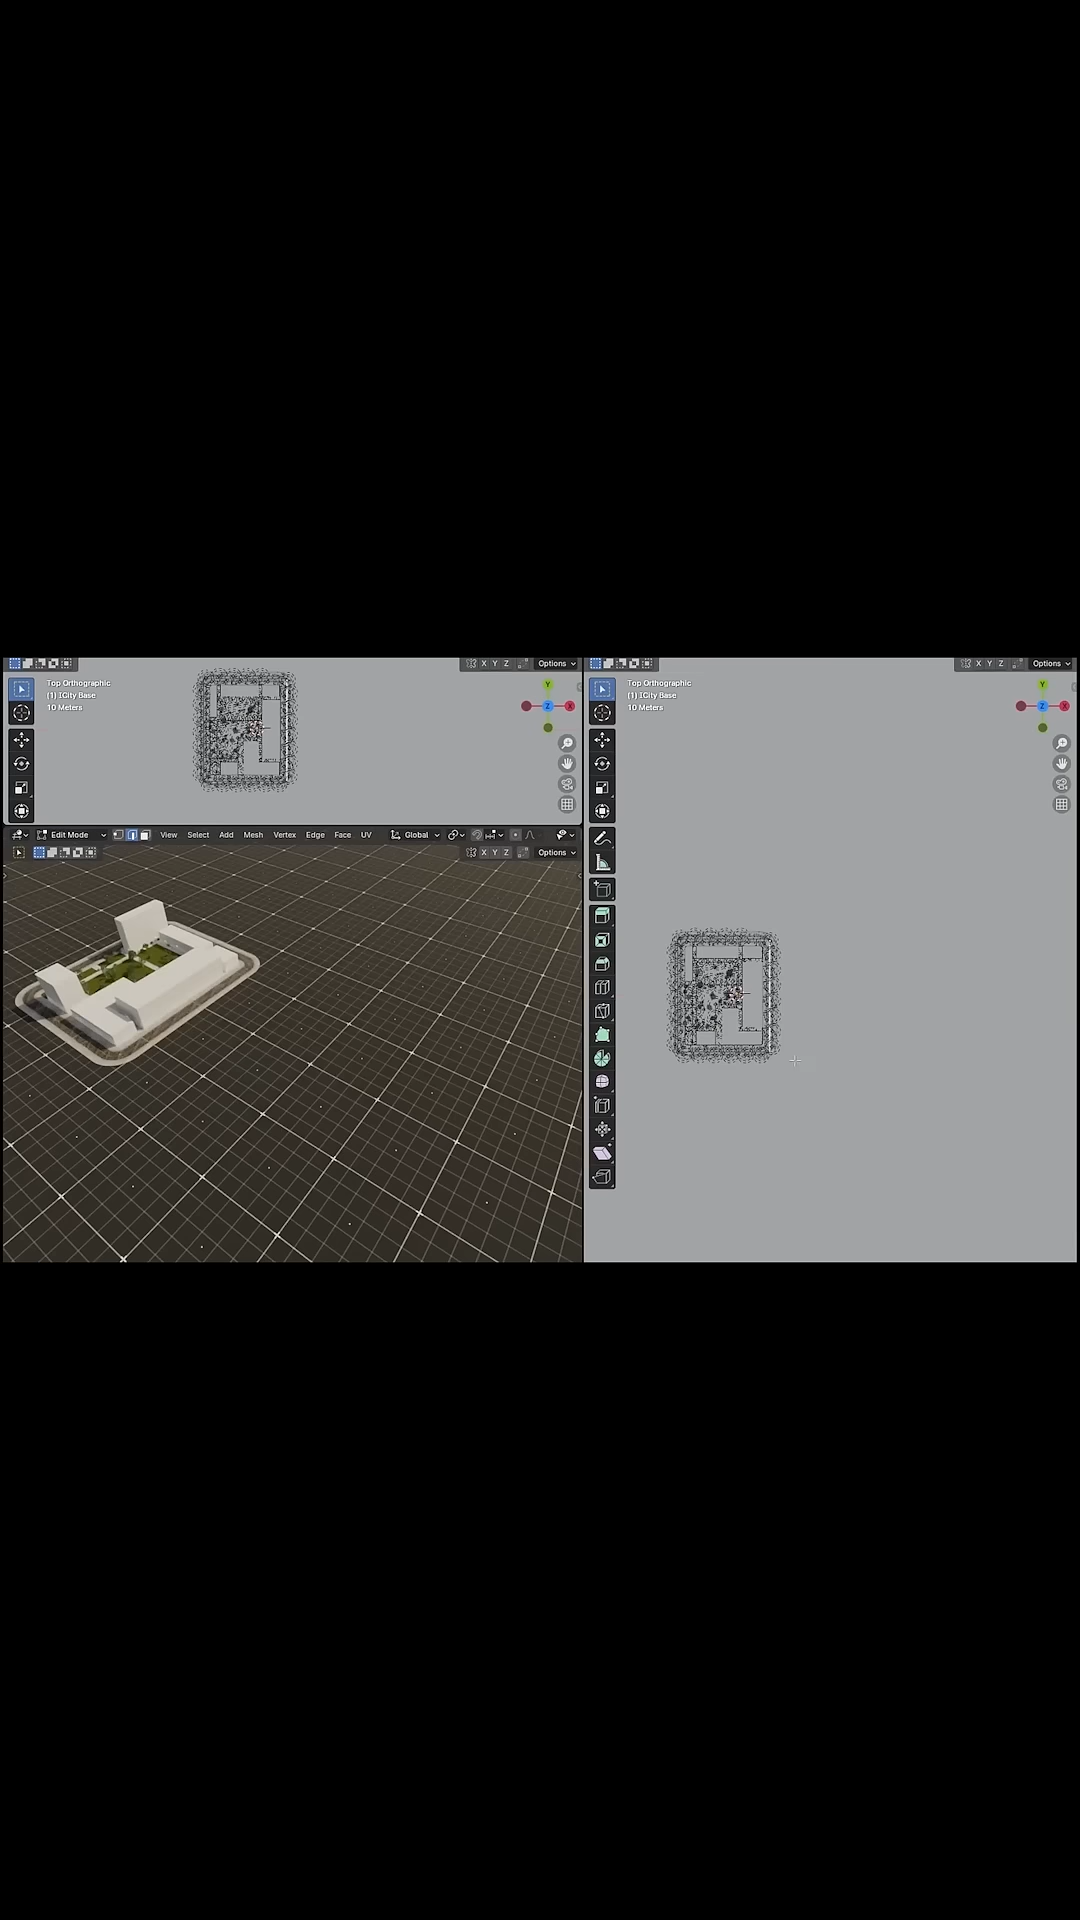 X Y Z Options
Top Orthographic
(1) ICity Base
10 Meters
Y
Z
X
X Y Z Options
Top Orthographic
(1) ICity Base
10 Meters
Y
Z
X
Edit Mode View Select Add Mesh Vertex Edge Face UV Global
X Y Z Options